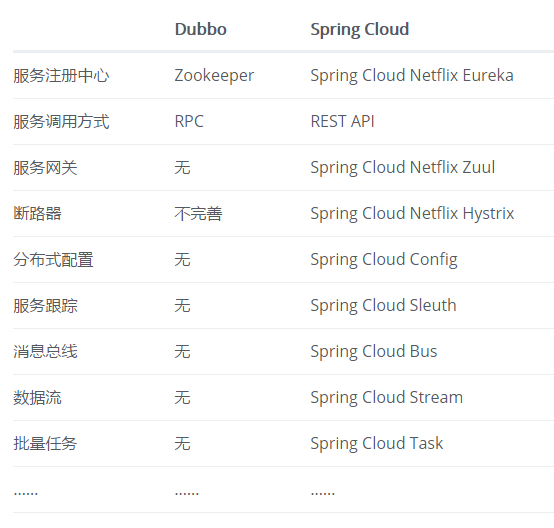 Dubbo Spring Cloud
服务注册中心 Zookeeper Spring Cloud Netflix Eureka
服务调用方式 RPC REST API
服务网关 无 Spring Cloud Netflix Zuul
断路器 不完善 Spring Cloud Netflix Hystrix
分布式配置 无 Spring Cloud Config
服务跟踪 无 Spring Cloud Sleuth
消息总线 无 Spring Cloud Bus
数据流 无 Spring Cloud Stream
批量任务 无 Spring Cloud Task
…… …… ……